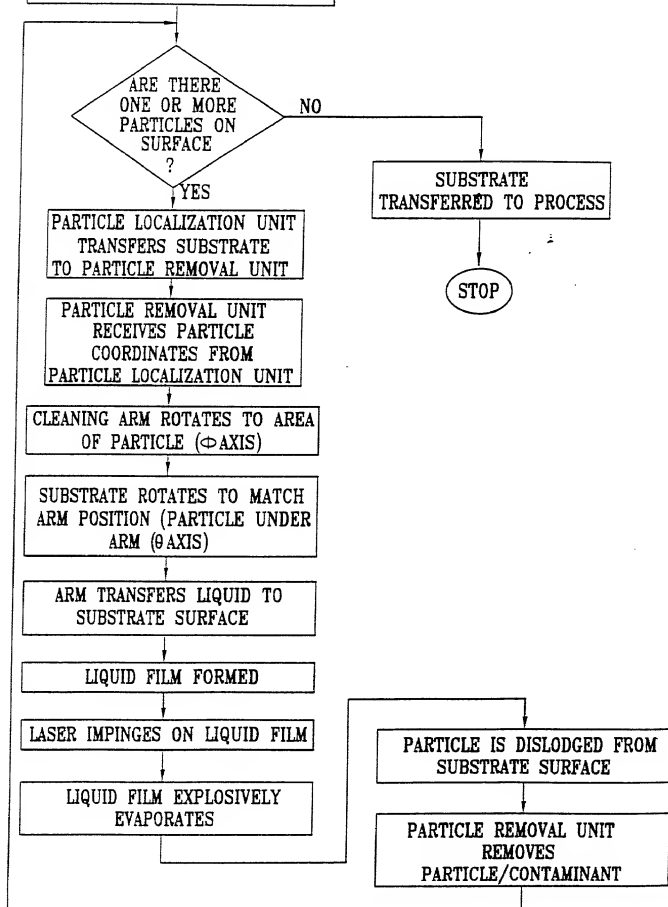 ARE THERE
ONE OR MORE
PARTICLES ON
SURFACE
?
NO
YES
SUBSTRATE
TRANSFERRED TO PROCESS
STOP
PARTICLE LOCALIZATION UNIT
TRANSFERS SUBSTRATE
TO PARTICLE REMOVAL UNIT
PARTICLE REMOVAL UNIT
RECEIVES PARTICLE
COORDINATES FROM
PARTICLE LOCALIZATION UNIT
CLEANING ARM ROTATES TO AREA
OF PARTICLE (Φ AXIS)
SUBSTRATE ROTATES TO MATCH
ARM POSITION (PARTICLE UNDER
ARM (θ AXIS)
ARM TRANSFERS LIQUID TO
SUBSTRATE SURFACE
LIQUID FILM FORMED
LASER IMPINGES ON LIQUID FILM
LIQUID FILM EXPLOSIVELY
EVAPORATES
PARTICLE IS DISLODGED FROM
SUBSTRATE SURFACE
PARTICLE REMOVAL UNIT
REMOVES
PARTICLE/CONTAMINANT